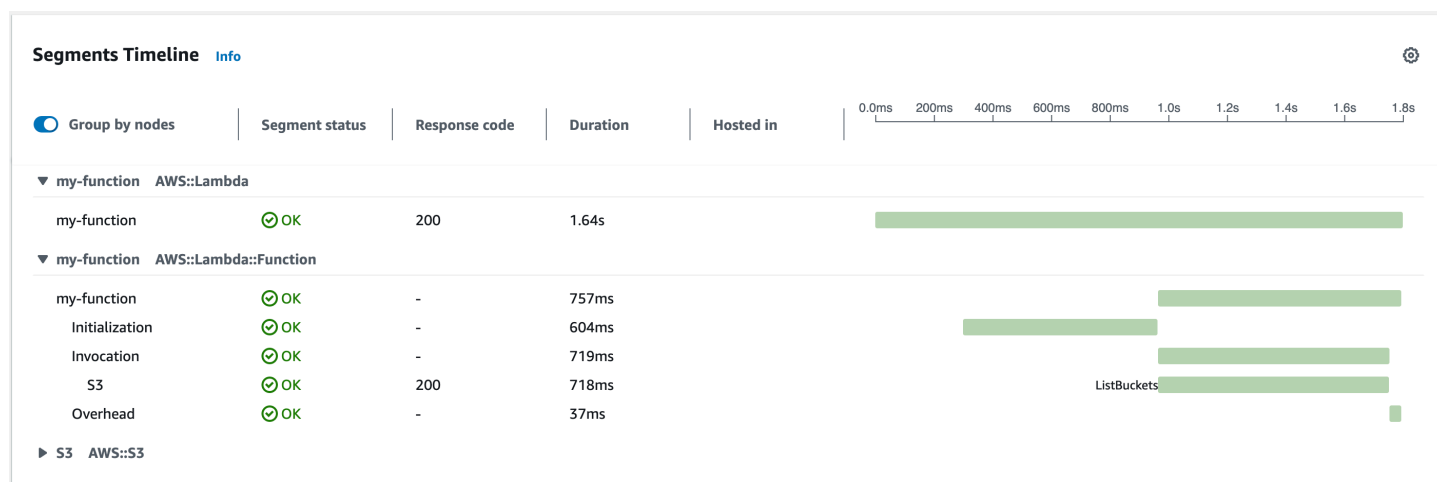 Segments Timeline Info
0.0ms 200ms 400ms 600ms 800ms 1.0s 1.2s 1.4s 1.6s 1.8s
Group by nodes Segment status Response code Duration Hosted in
my-function AWS::Lambda
my-function OK 200 1.64s
my-function AWS::Lambda::Function
my-function OK - 757ms
Initialization OK - 604ms
Invocation OK - 719ms
S3 OK 200 718ms ListBuckets
Overhead OK - 37ms
S3 AWS::S3